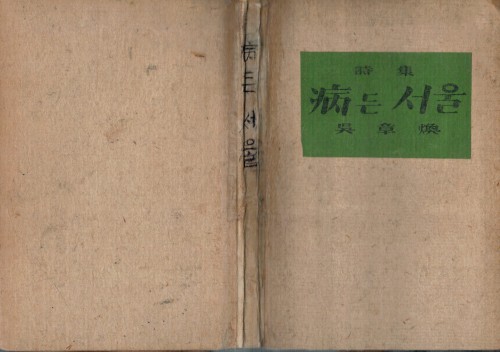 病든 서울
詩集
病든 서울
吳章煥